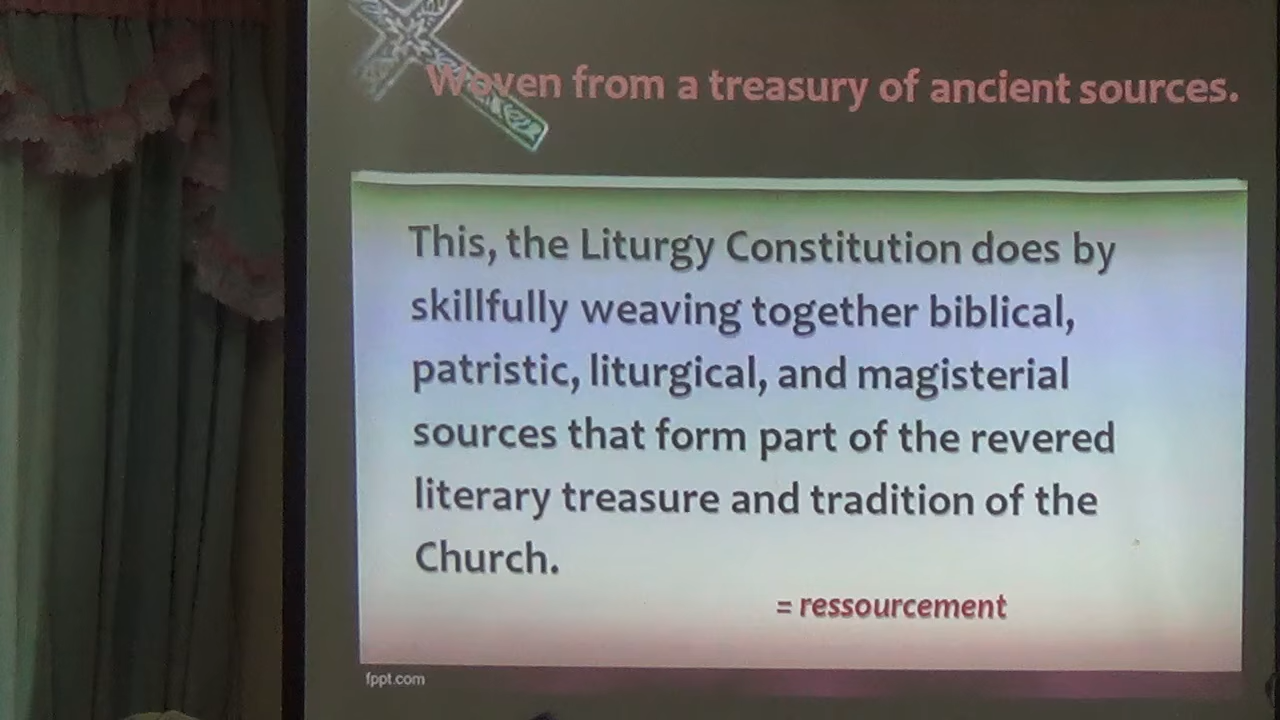 Woven from a treasury of ancient sources.
This, the Liturgy Constitution does by
skillfully weaving together biblical,
patristic, liturgical, and magisterial
sources that form part of the revered
literary treasure and tradition of the
Church.
= ressourcement
fppt.com